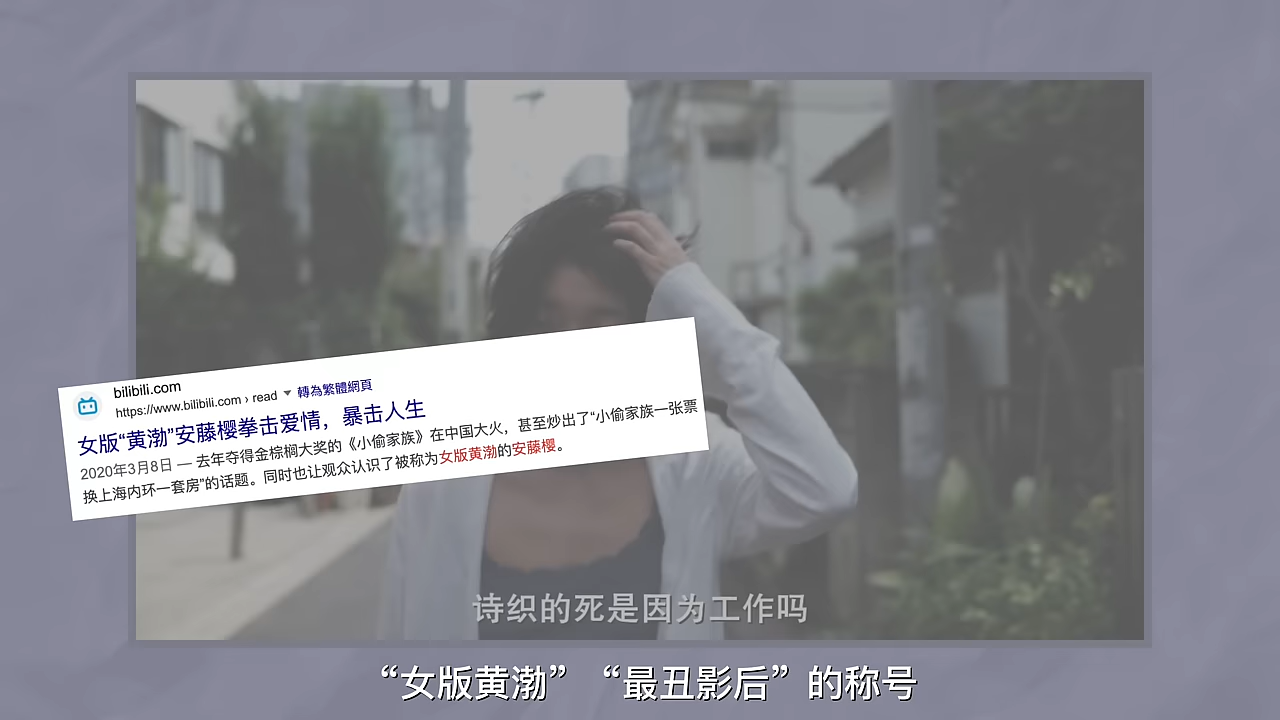 bilibili.com
https://www.bilibili.com › read ▼ 轉為繁體網頁
女版“黄渤”安藤樱拳击爱情，暴击人生
2020年3月8日 — 去年夺得金棕榈大奖的《小偷家族》在中国大火，甚至炒出了“小偷家族一张票
换上海内环一套房”的话题。同时也让观众认识了被称为女版黄渤的安藤樱。
诗织的死是因为工作吗
“女版黄渤”“最丑影后”的称号